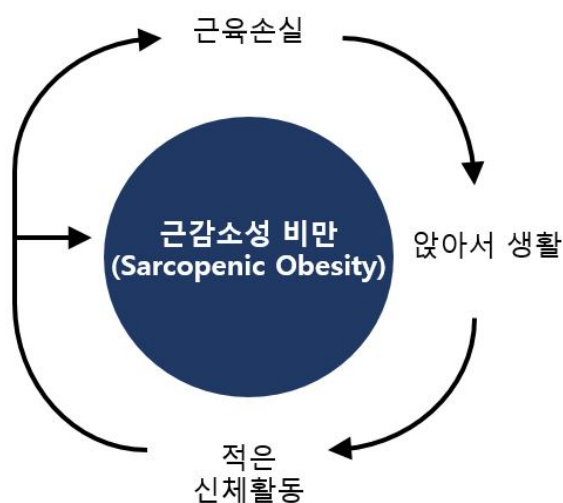 근육손실
근감소성 비만
(Sarcopenic Obesity)
앉아서 생활
적은
신체활동